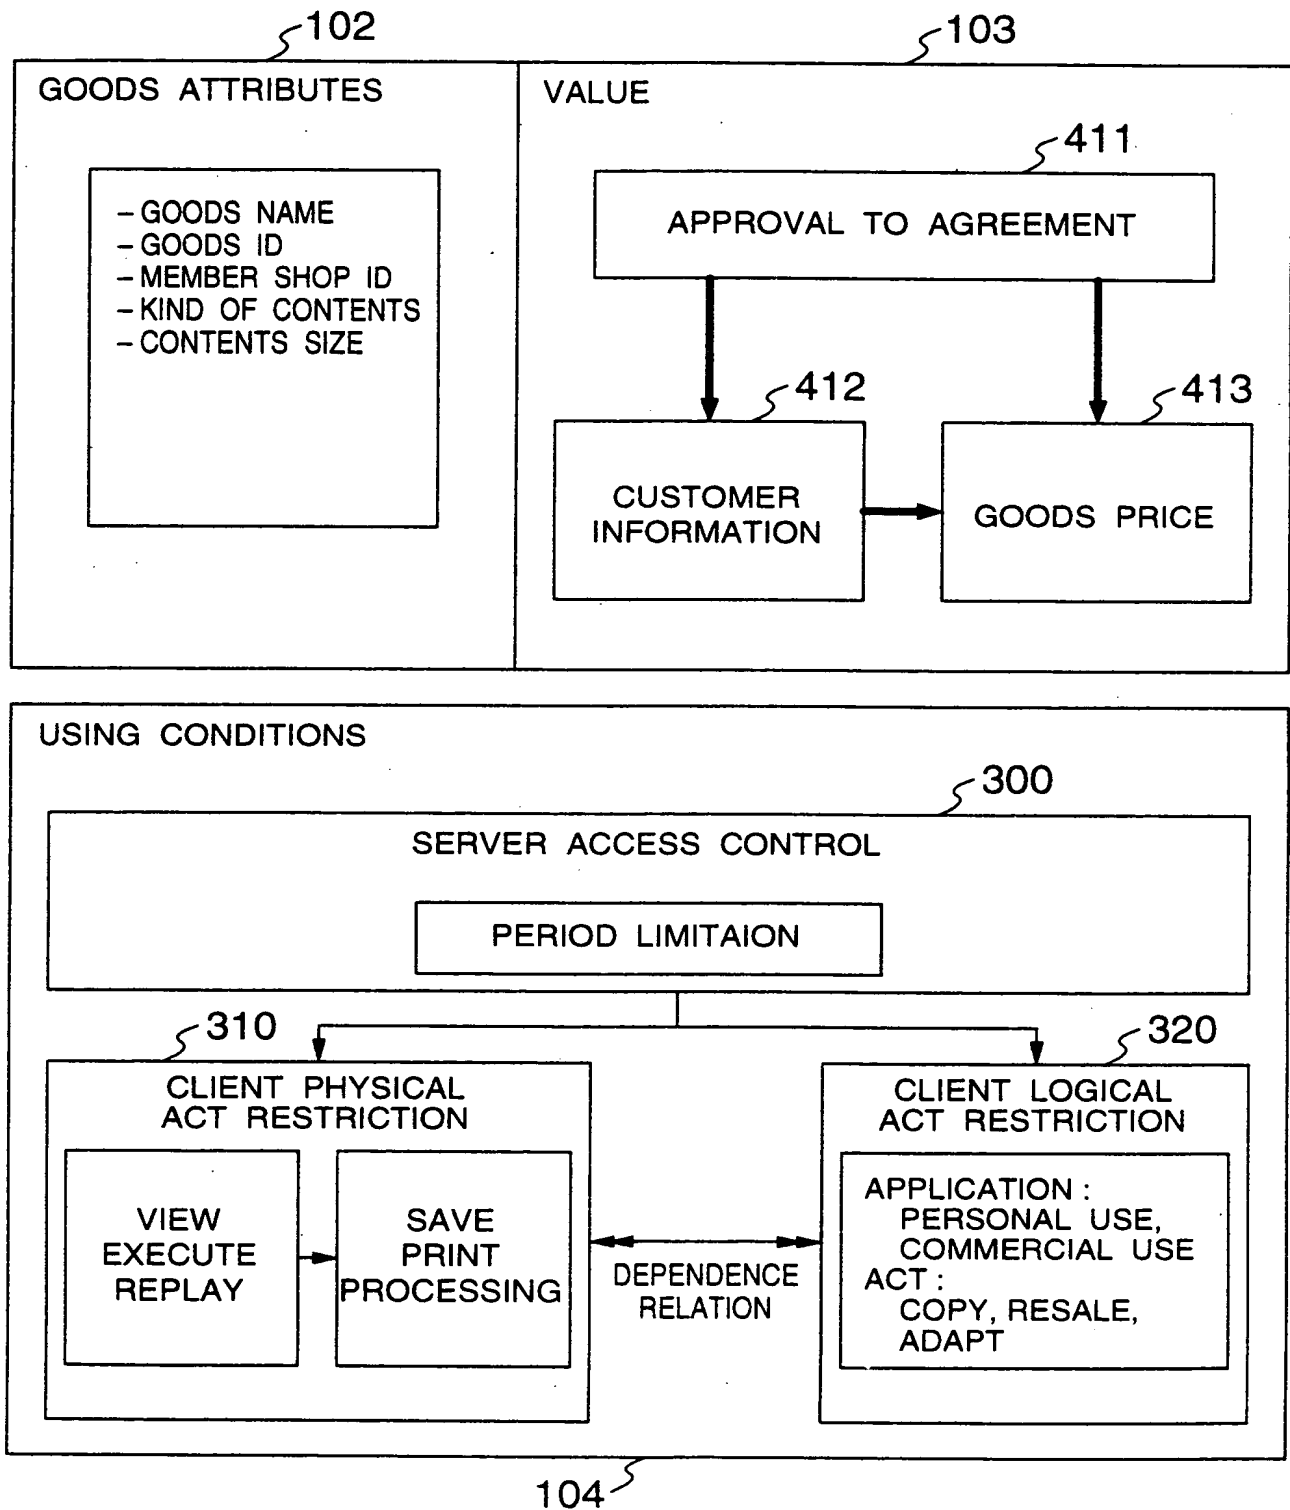 102
103
GOODS ATTRIBUTES
– GOODS NAME
– GOODS ID
– MEMBER SHOP ID
– KIND OF CONTENTS
– CONTENTS SIZE
VALUE
411
APPROVAL TO AGREEMENT
412
413
CUSTOMER
INFORMATION
GOODS PRICE
USING CONDITIONS
300
SERVER ACCESS CONTROL
PERIOD LIMITAION
310
320
CLIENT PHYSICAL
ACT RESTRICTION
VIEW
EXECUTE
REPLAY
SAVE
PRINT
PROCESSING
DEPENDENCE
RELATION
CLIENT LOGICAL
ACT RESTRICTION
APPLICATION :
PERSONAL USE,
COMMERCIAL USE
ACT :
COPY, RESALE,
ADAPT
104